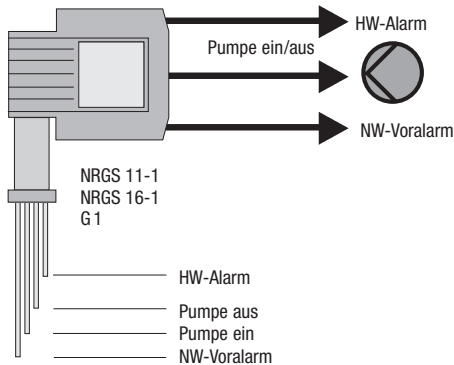 HW-Alarm
Pumpe ein/aus
NW-Voralarm
NRGS 11-1
NRGS 16-1
G 1
HW-Alarm
Pumpe aus
Pumpe ein
NW-Voralarm